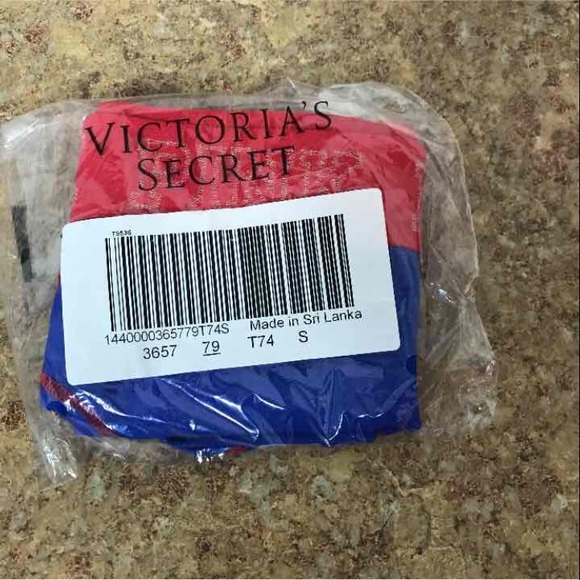 VICTORIA'S
SECRET
T9536
1440000365779T74S Made in Sri Lanka
3657 79 T74 S